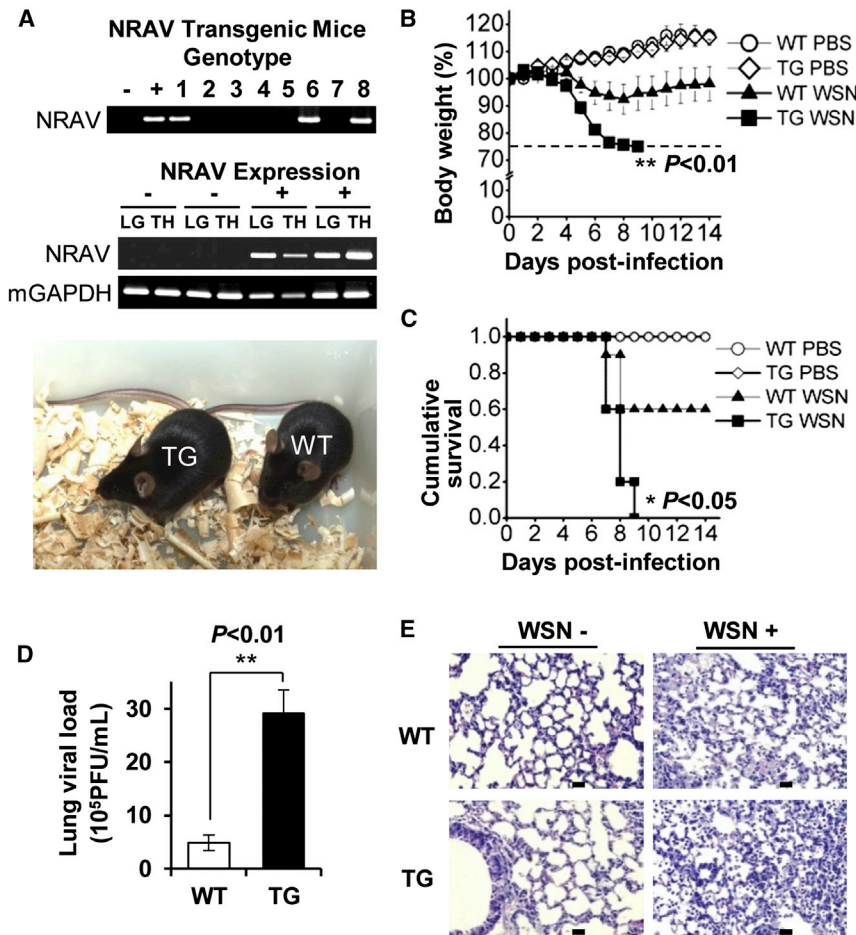 A
NRAV Transgenic Mice
Genotype
- + 1 2 3 4 5 6 7 8
NRAV
NRAV Expression
- - + +
LG TH LG TH LG TH LG TH
NRAV
mGAPDH
TG
WT
B
Body weight (%)
120
110
100
90
80
70
10
0
0 2 4 6 8 10 12 14
Days post-infection
** P<0.01
WT PBS
TG PBS
WT WSN
TG WSN
C
Cumulative
survival
1.0
0.8
0.6
0.4
0.2
0.0
0 2 4 6 8 10 12 14
Days post-infection
* P<0.05
WT PBS
TG PBS
WT WSN
TG WSN
D
P<0.01
**
Lung viral load
(10⁵PFU/mL)
30
20
10
0
WT TG
E
WSN - WSN +
WT
TG